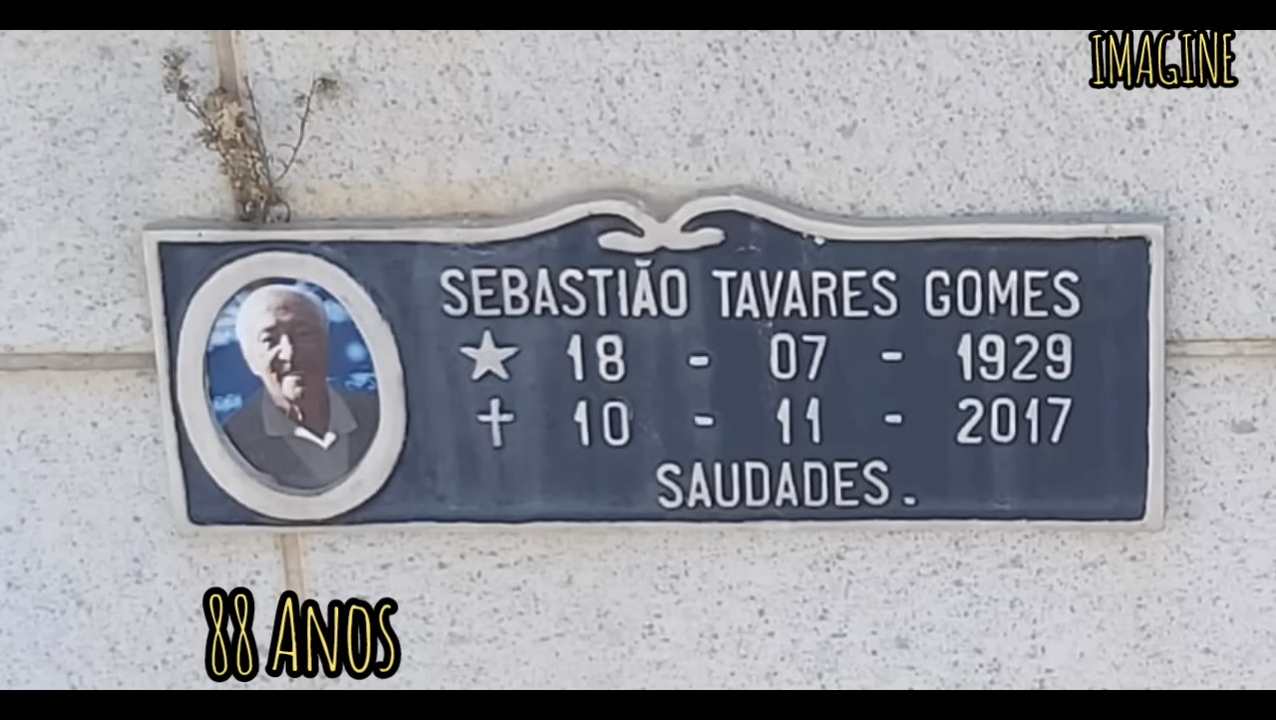 IMAGINE
SEBASTIÃO TAVARES GOMES
18 - 07 - 1929
10 - 11 - 2017
SAUDADES.
88 ANOS